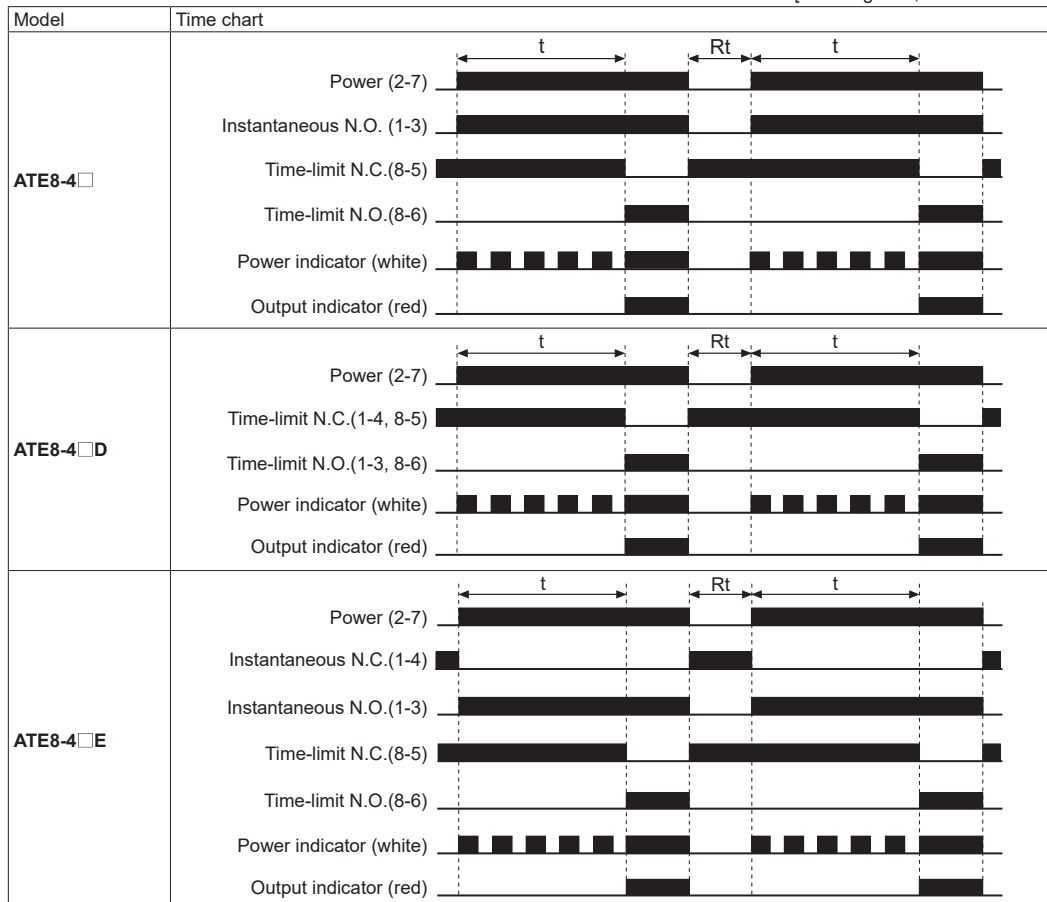 Model Time chart
t Rt t
Power (2-7)
Instantaneous N.O. (1-3)
Time-limit N.C.(8-5)
ATE8-4□
Time-limit N.O.(8-6)
Power indicator (white)
Output indicator (red)
t Rt t
Power (2-7)
Time-limit N.C.(1-4, 8-5)
ATE8-4□D
Time-limit N.O.(1-3, 8-6)
Power indicator (white)
Output indicator (red)
t Rt t
Power (2-7)
Instantaneous N.C.(1-4)
Instantaneous N.O.(1-3)
ATE8-4□E
Time-limit N.C.(8-5)
Time-limit N.O.(8-6)
Power indicator (white)
Output indicator (red)